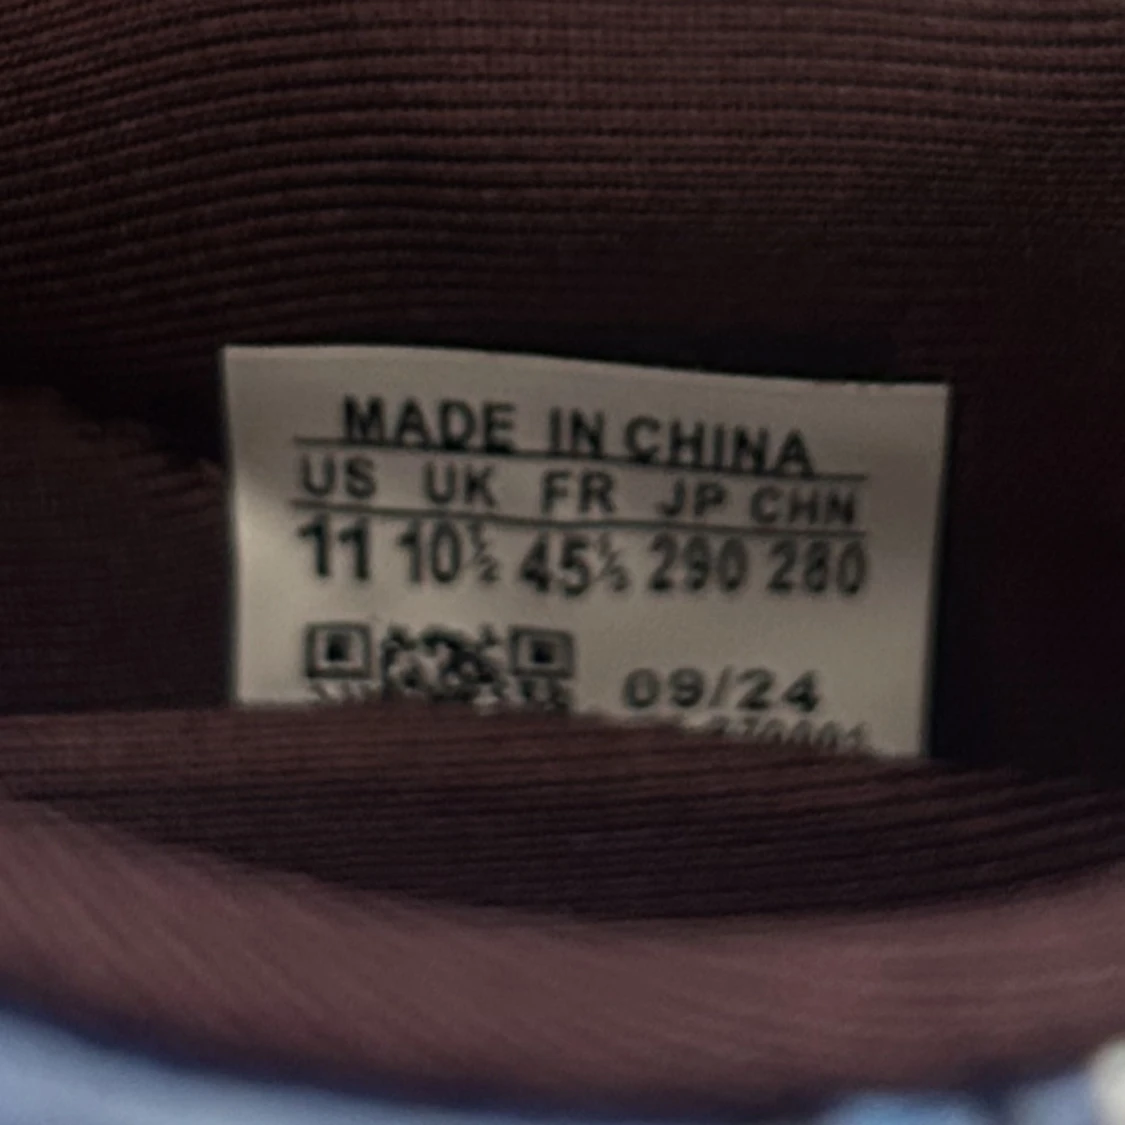 MADE IN CHINA
US UK FR JP CHN
11 10½ 45⅓ 290 280
09/24